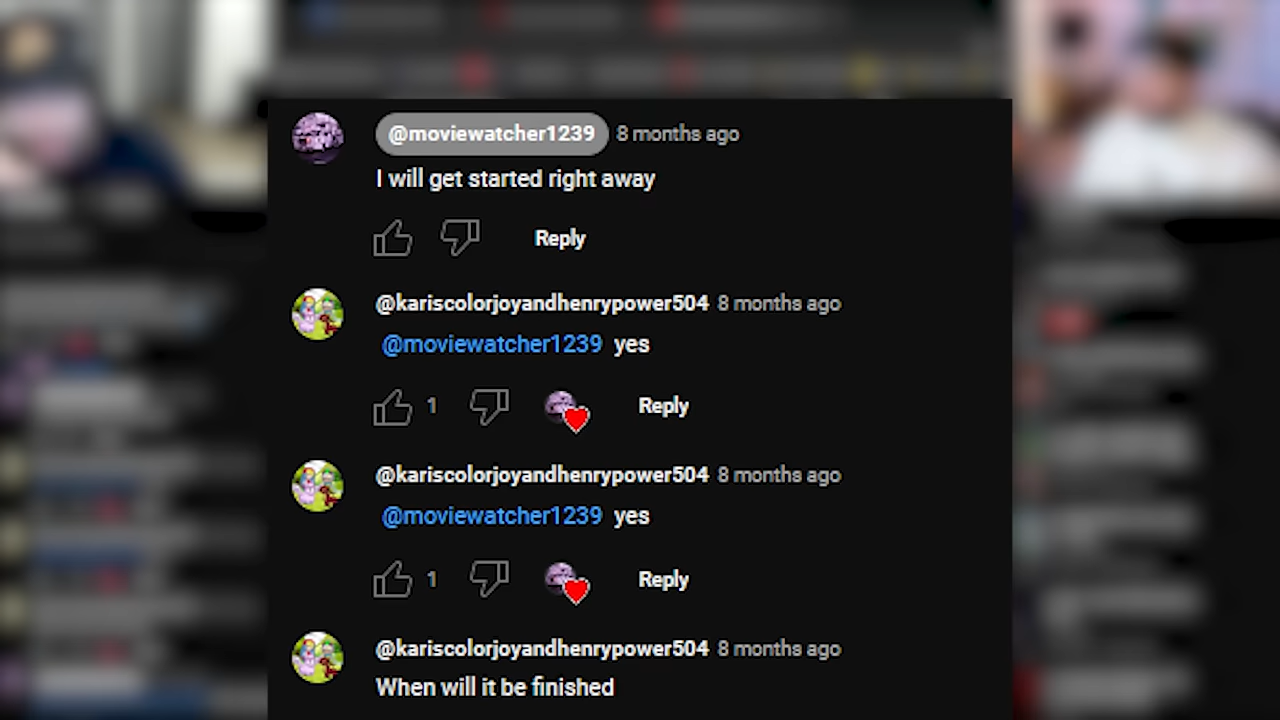 @moviewatcher1239 8 months ago
I will get started right away
Reply
@kariscolorjoyandhenrypower504 8 months ago
@moviewatcher1239 yes
1 Reply
@kariscolorjoyandhenrypower504 8 months ago
@moviewatcher1239 yes
1 Reply
@kariscolorjoyandhenrypower504 8 months ago
When will it be finished